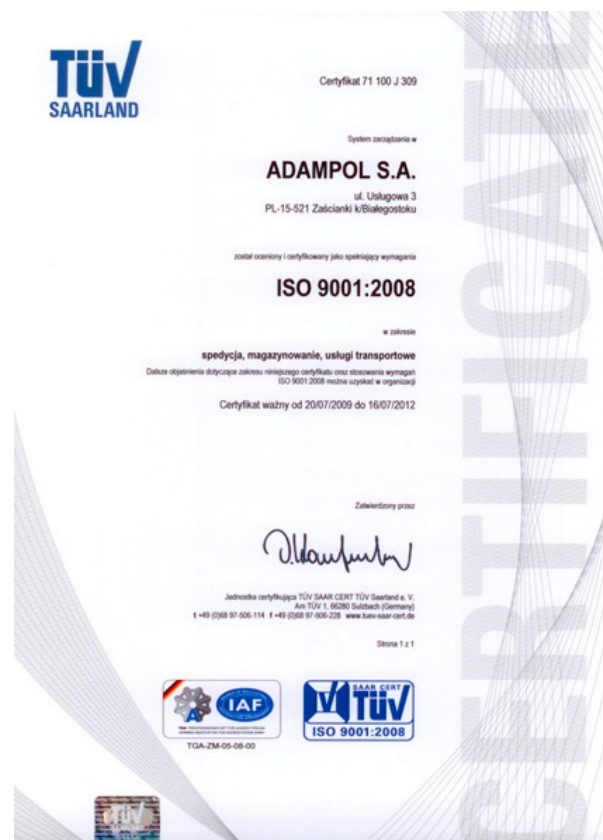 TÜV
SAARLAND
Certyfikat 71 100 J 309
System zarządzania w
ADAMPOL S.A.
ul. Usługowa 3
PL-15-521 Zaścianki k/Białegostoku
został oceniony i certyfikowany jako spełniający wymagania
ISO 9001:2008
w zakresie
spedycja, magazynowanie, usługi transportowe
Dalsze objaśnienia dotyczące zakresu niniejszego certyfikatu oraz stosowania wymagań
ISO 9001:2008 można uzyskać w organizacji
Certyfikat ważny od 20/07/2009 do 16/07/2012
Zatwierdzony przez
Jednostka certyfikująca TÜV SAAR CERT TÜV Saarland e. V.
Am TÜV 1, 66280 Sulzbach (Germany)
t +49 (0)68 97-506-114 f +49 (0)68 97-506-228 www.tuev-saar-cert.de
Strona 1 z 1
IAF
TGA-ZM-05-08-00
SAAR CERT
TÜV
ISO 9001:2008
TÜV
CERTIFICATE